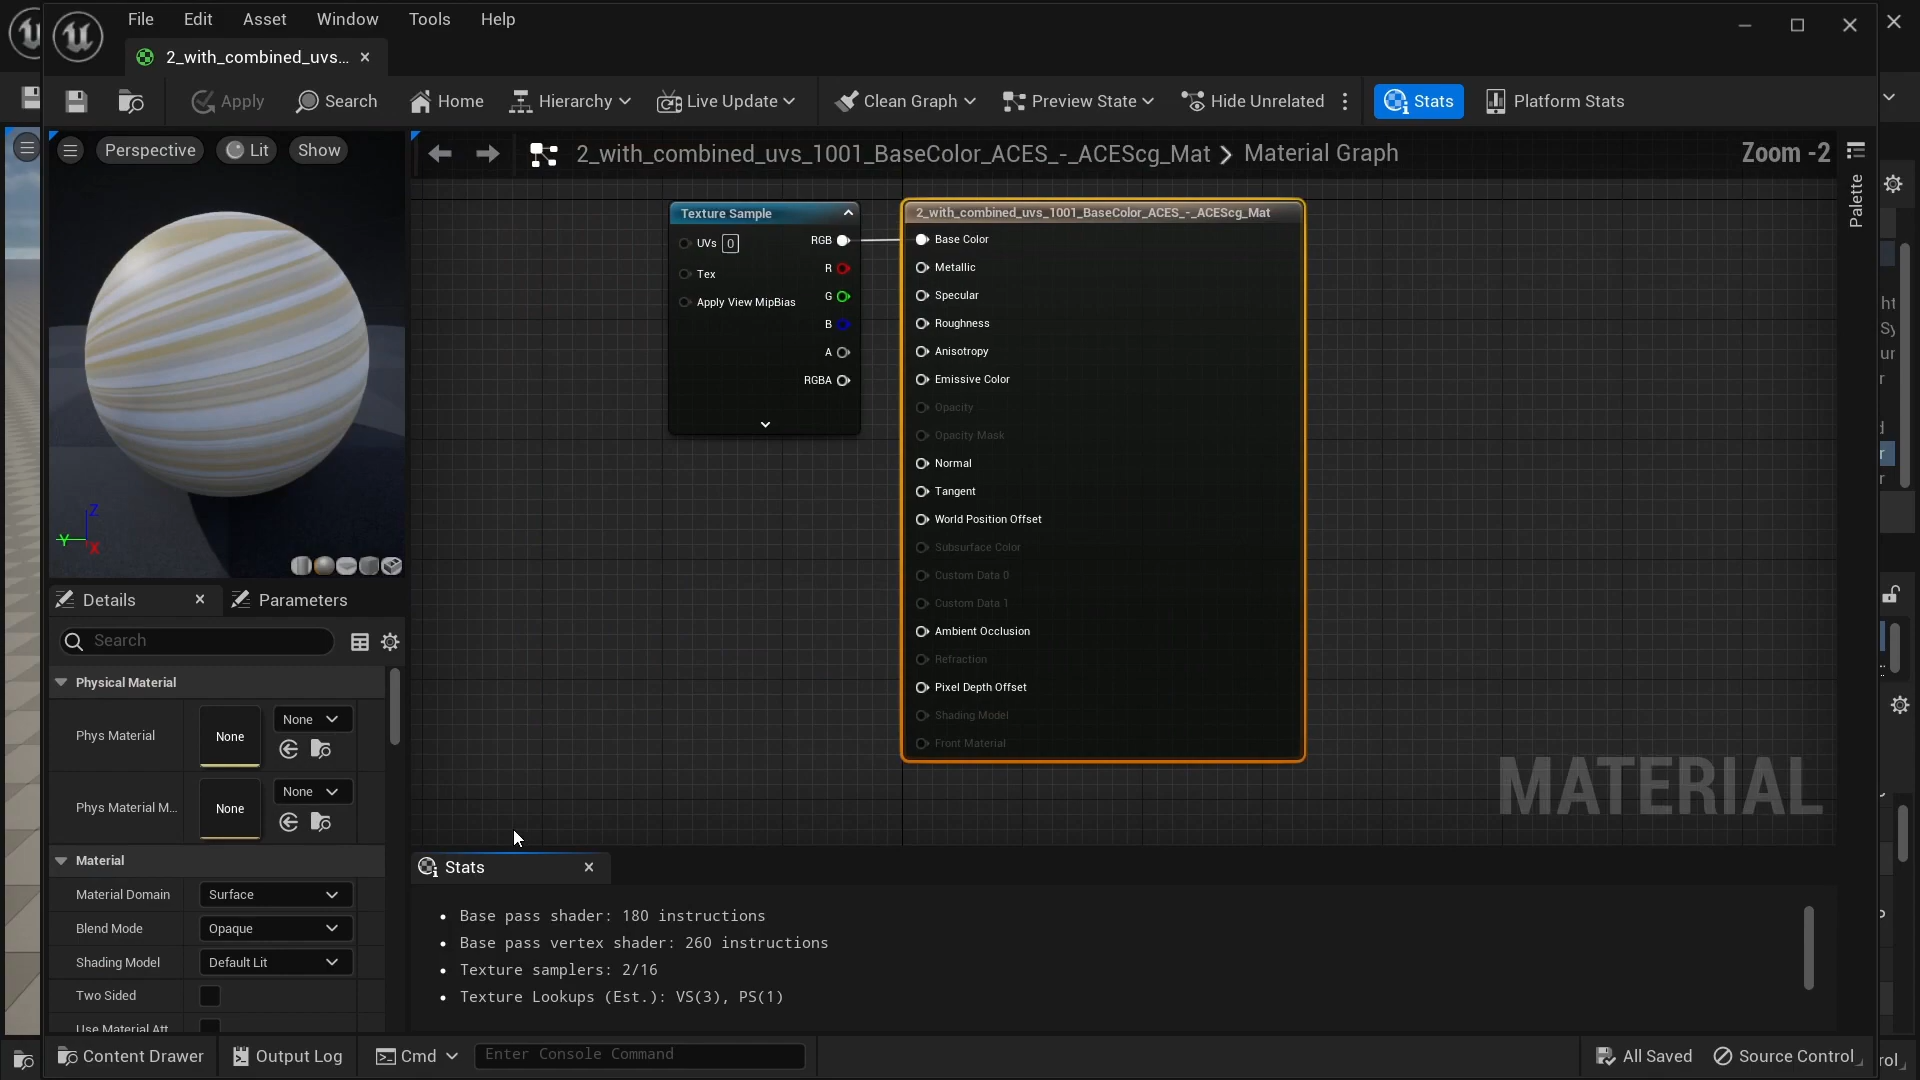 File Edit Asset Window Tools Help
2_with_combined_uvs...
Apply Search Home Hierarchy Live Update Clean Graph Preview State Hide Unrelated Stats Platform Stats
Perspective Lit Show
2_with_combined_uvs_1001_BaseColor_ACES_-_ACEScg_Mat > Material Graph
Zoom -2
Palette
Texture Sample
UVs 0 RGB
R
Tex
G
Apply View MipBias
B
A
RGBA
2_with_combined_uvs_1001_BaseColor_ACES_-_ACEScg_Mat
Base Color
Metallic
Specular
Roughness
Anisotropy
Emissive Color
Opacity
Opacity Mask
Normal
Tangent
World Position Offset
Subsurface Color
Custom Data 0
Custom Data 1
Ambient Occlusion
Refraction
Pixel Depth Offset
Shading Model
Front Material
MATERIAL
Z
Y
X
Details Parameters
Search
Physical Material
Phys Material None None
Phys Material M... None None
Material
Material Domain Surface
Blend Mode Opaque
Shading Model Default Lit
Two Sided
Use Material Att
Stats
• Base pass shader: 180 instructions
• Base pass vertex shader: 260 instructions
• Texture samplers: 2/16
• Texture Lookups (Est.): VS(3), PS(1)
Content Drawer Output Log Cmd Enter Console Command All Saved Source Control